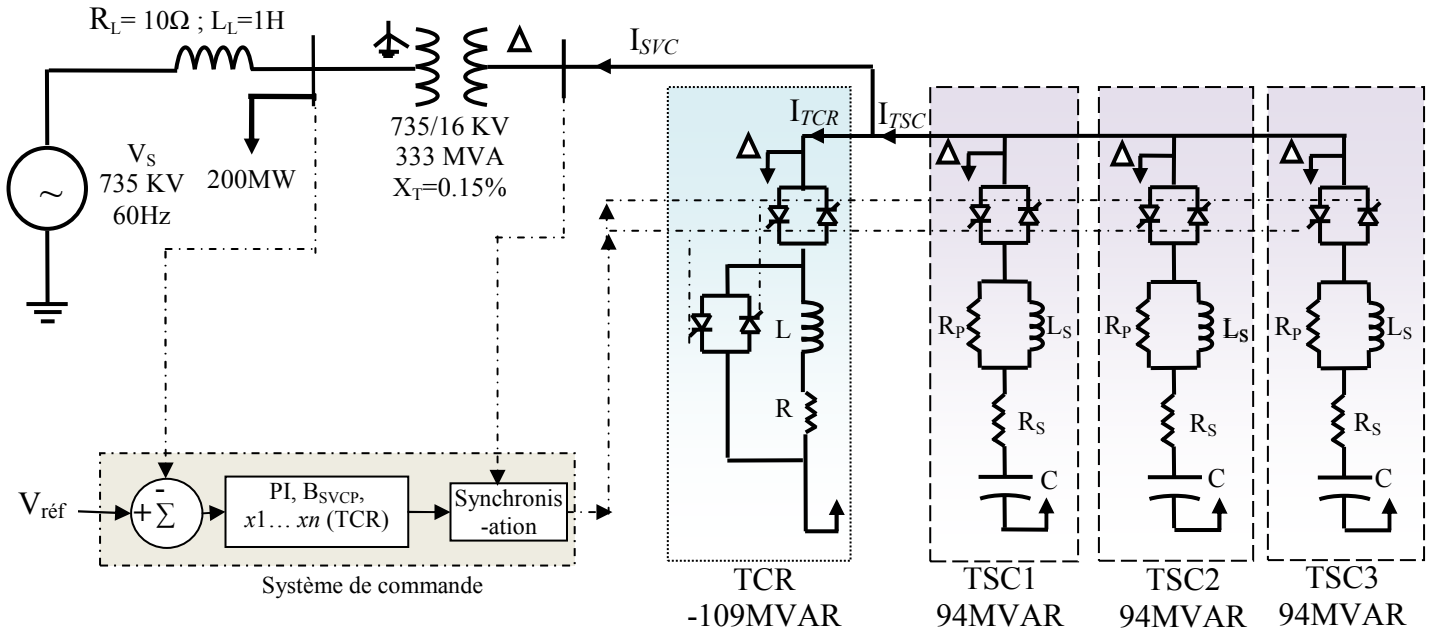 R_L= 10Ω ; L_L=1H
V_S
735 KV
60Hz
~
200MW
735/16 KV
333 MVA
X_T=0.15%
Δ
I_SVC
I_TCR
I_TSC
Δ
Δ
Δ
Δ
L
R
R_P
L_S
R_S
C
R_P
L_S
R_S
C
R_P
L_S
R_S
C
V_réf
+
-
Σ
PI, B_SVCP,
x1… xn (TCR)
Synchronis
-ation
Système de commande
TCR
-109MVAR
TSC1
94MVAR
TSC2
94MVAR
TSC3
94MVAR